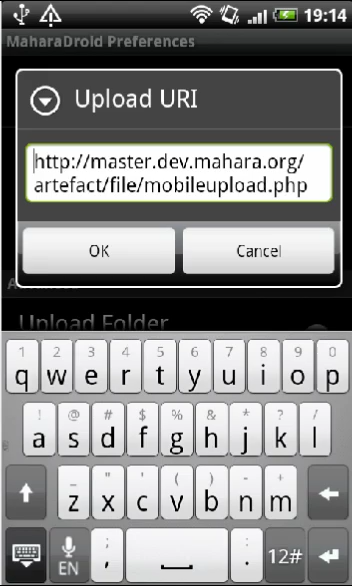 19:14
MaharaDroid Preferences
Upload URI
http://master.dev.mahara.org/
artefact/file/mobileupload.php
OK Cancel
Upload Folder
1 2 3 4 5 6 7 8 9 0
q w e r t y u i o p
! @ # $ % & * ? /
a s d f g h j k l
_ " ' ( ) - +
z x c v b n m
EN , ; . : 12#